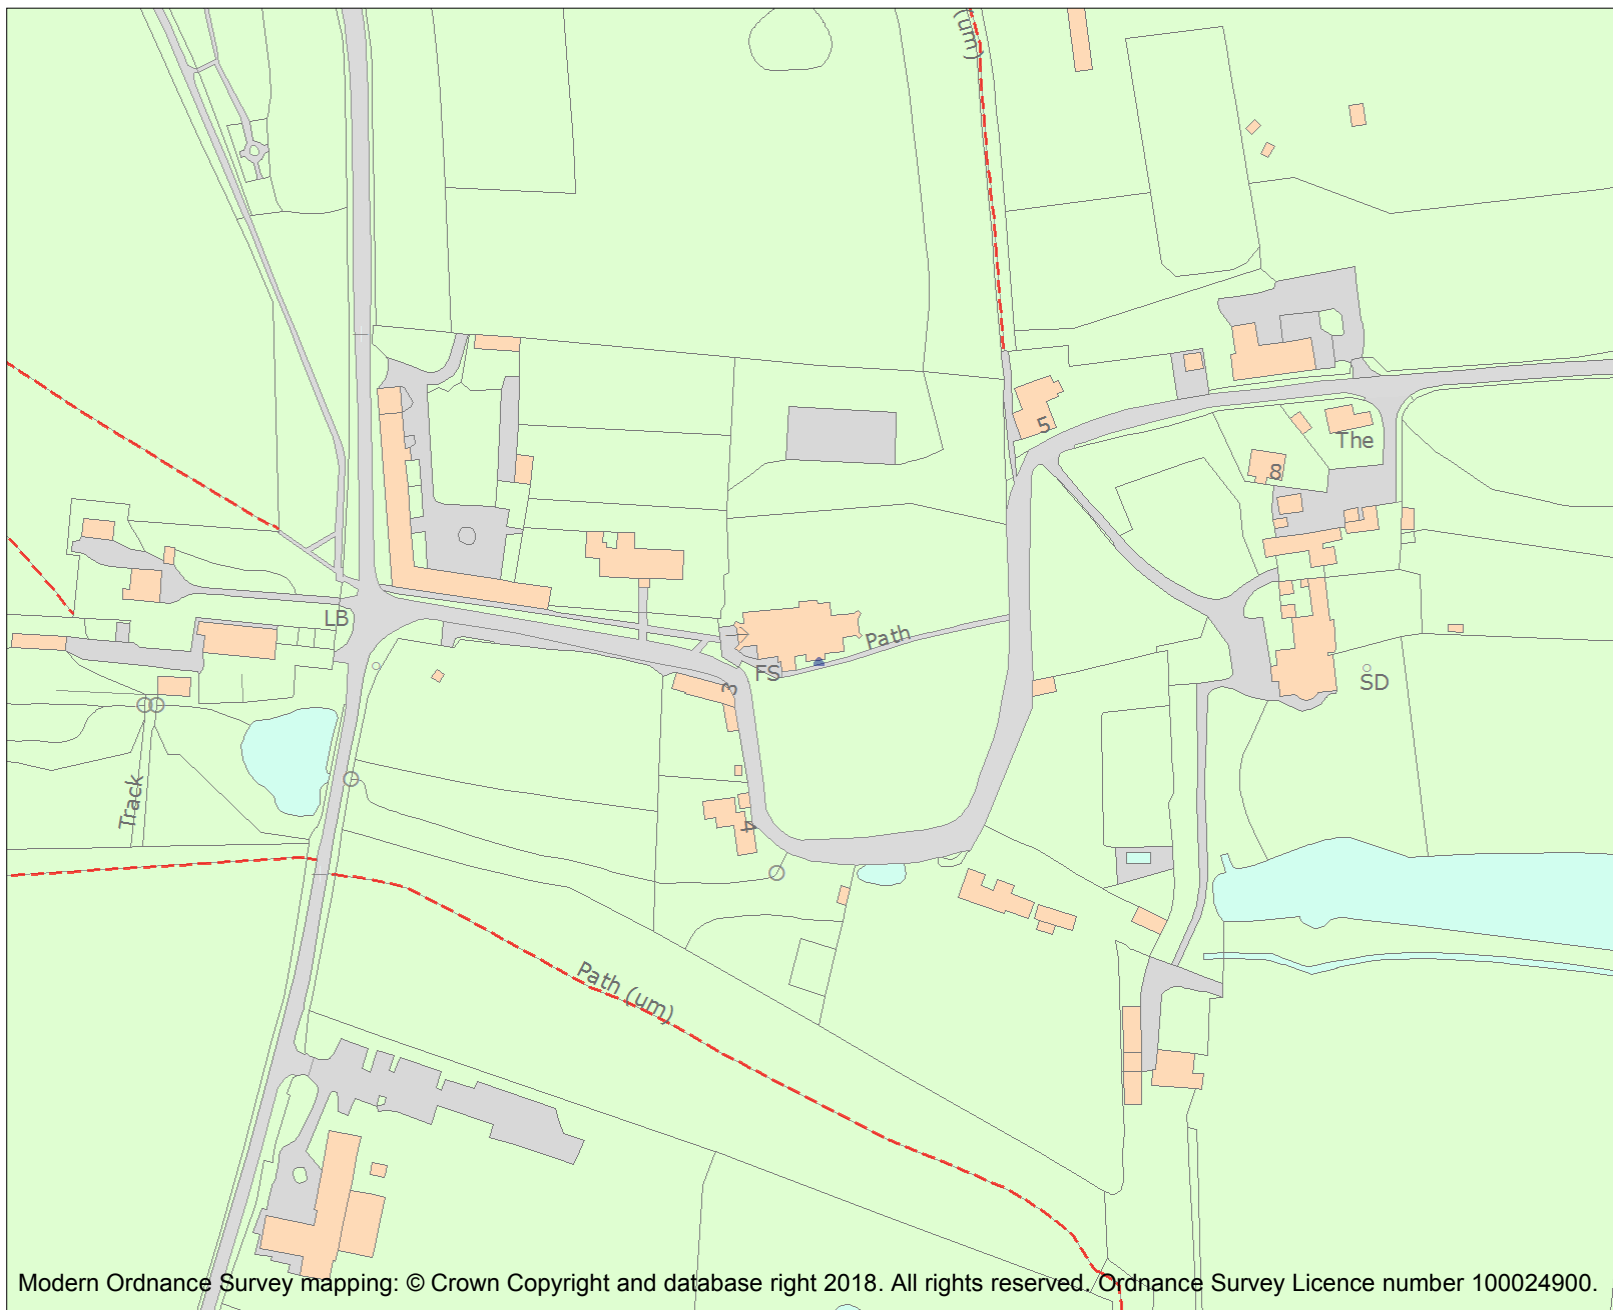 (um)
5
The
8
LB
Path
FS
3
SD
Track
4
Path (um)
Modern Ordnance Survey mapping: © Crown Copyright and database right 2018. All rights reserved. Ordnance Survey Licence number 100024900.